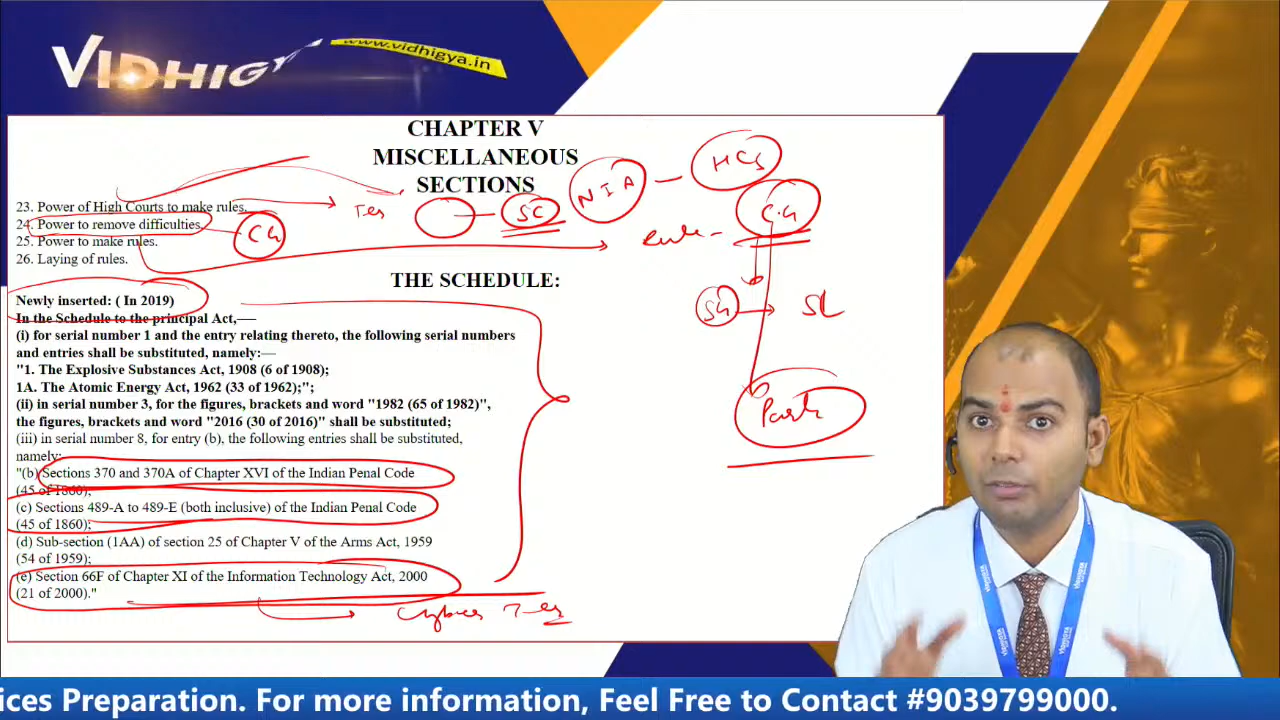 VIDHIGY
www.vidhigya.in
CHAPTER V
MISCELLANEOUS
SECTIONS
23. Power of High Courts to make rules.
24. Power to remove difficulties.
25. Power to make rules.
26. Laying of rules.
CG
SC
NIA
HCs
C.G
SG
THE SCHEDULE:
Newly inserted: ( In 2019)
In the Schedule to the principal Act,—
(i) for serial number 1 and the entry relating thereto, the following serial numbers
and entries shall be substituted, namely:—
"1. The Explosive Substances Act, 1908 (6 of 1908);
1A. The Atomic Energy Act, 1962 (33 of 1962);";
(ii) in serial number 3, for the figures, brackets and word "1982 (65 of 1982)",
the figures, brackets and word "2016 (30 of 2016)" shall be substituted;
(iii) in serial number 8, for entry (b), the following entries shall be substituted,
namely:
"(b) Sections 370 and 370A of Chapter XVI of the Indian Penal Code
(45 of 1860);
(c) Sections 489-A to 489-E (both inclusive) of the Indian Penal Code
(45 of 1860);
(d) Sub-section (1AA) of section 25 of Chapter V of the Arms Act, 1959
(54 of 1959);
(e) Section 66F of Chapter XI of the Information Technology Act, 2000
(21 of 2000)."
VIDHIGYA
ices Preparation. For more information, Feel Free to Contact #9039799000.